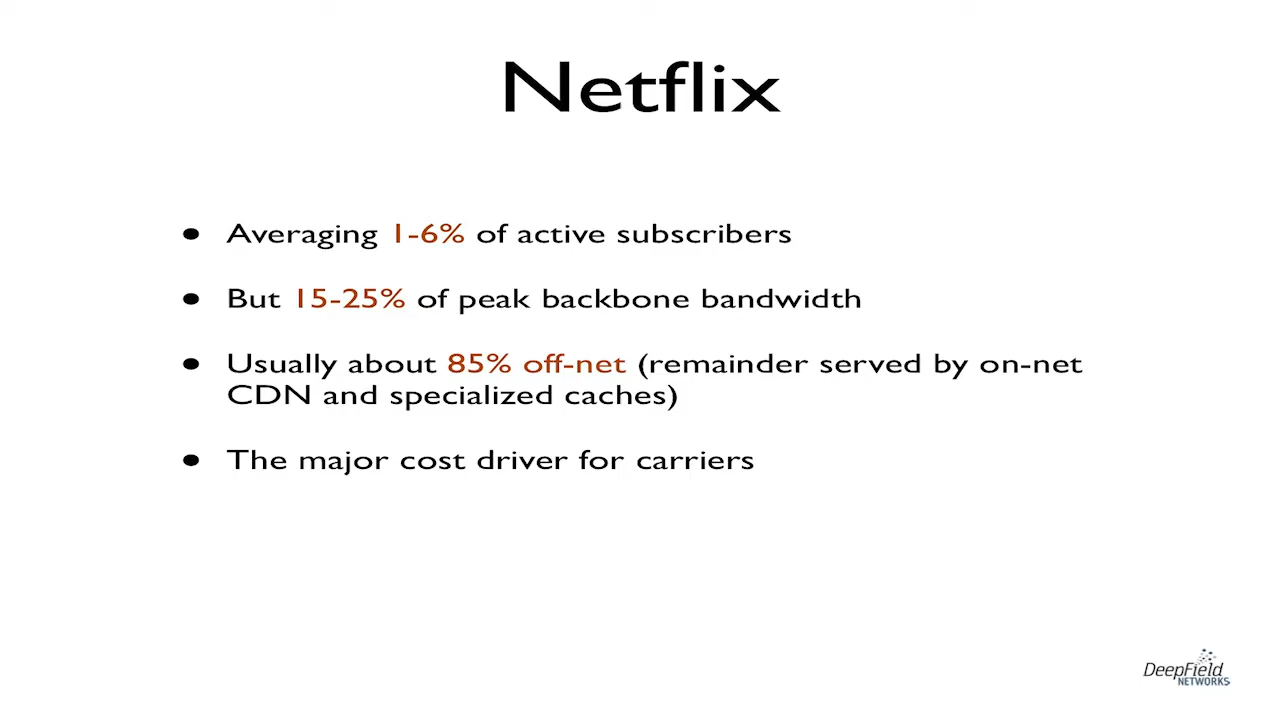 Netflix
• Averaging 1-6% of active subscribers
• But 15-25% of peak backbone bandwidth
• Usually about 85% off-net (remainder served by on-net
CDN and specialized caches)
• The major cost driver for carriers
DeepField
NETWORKS